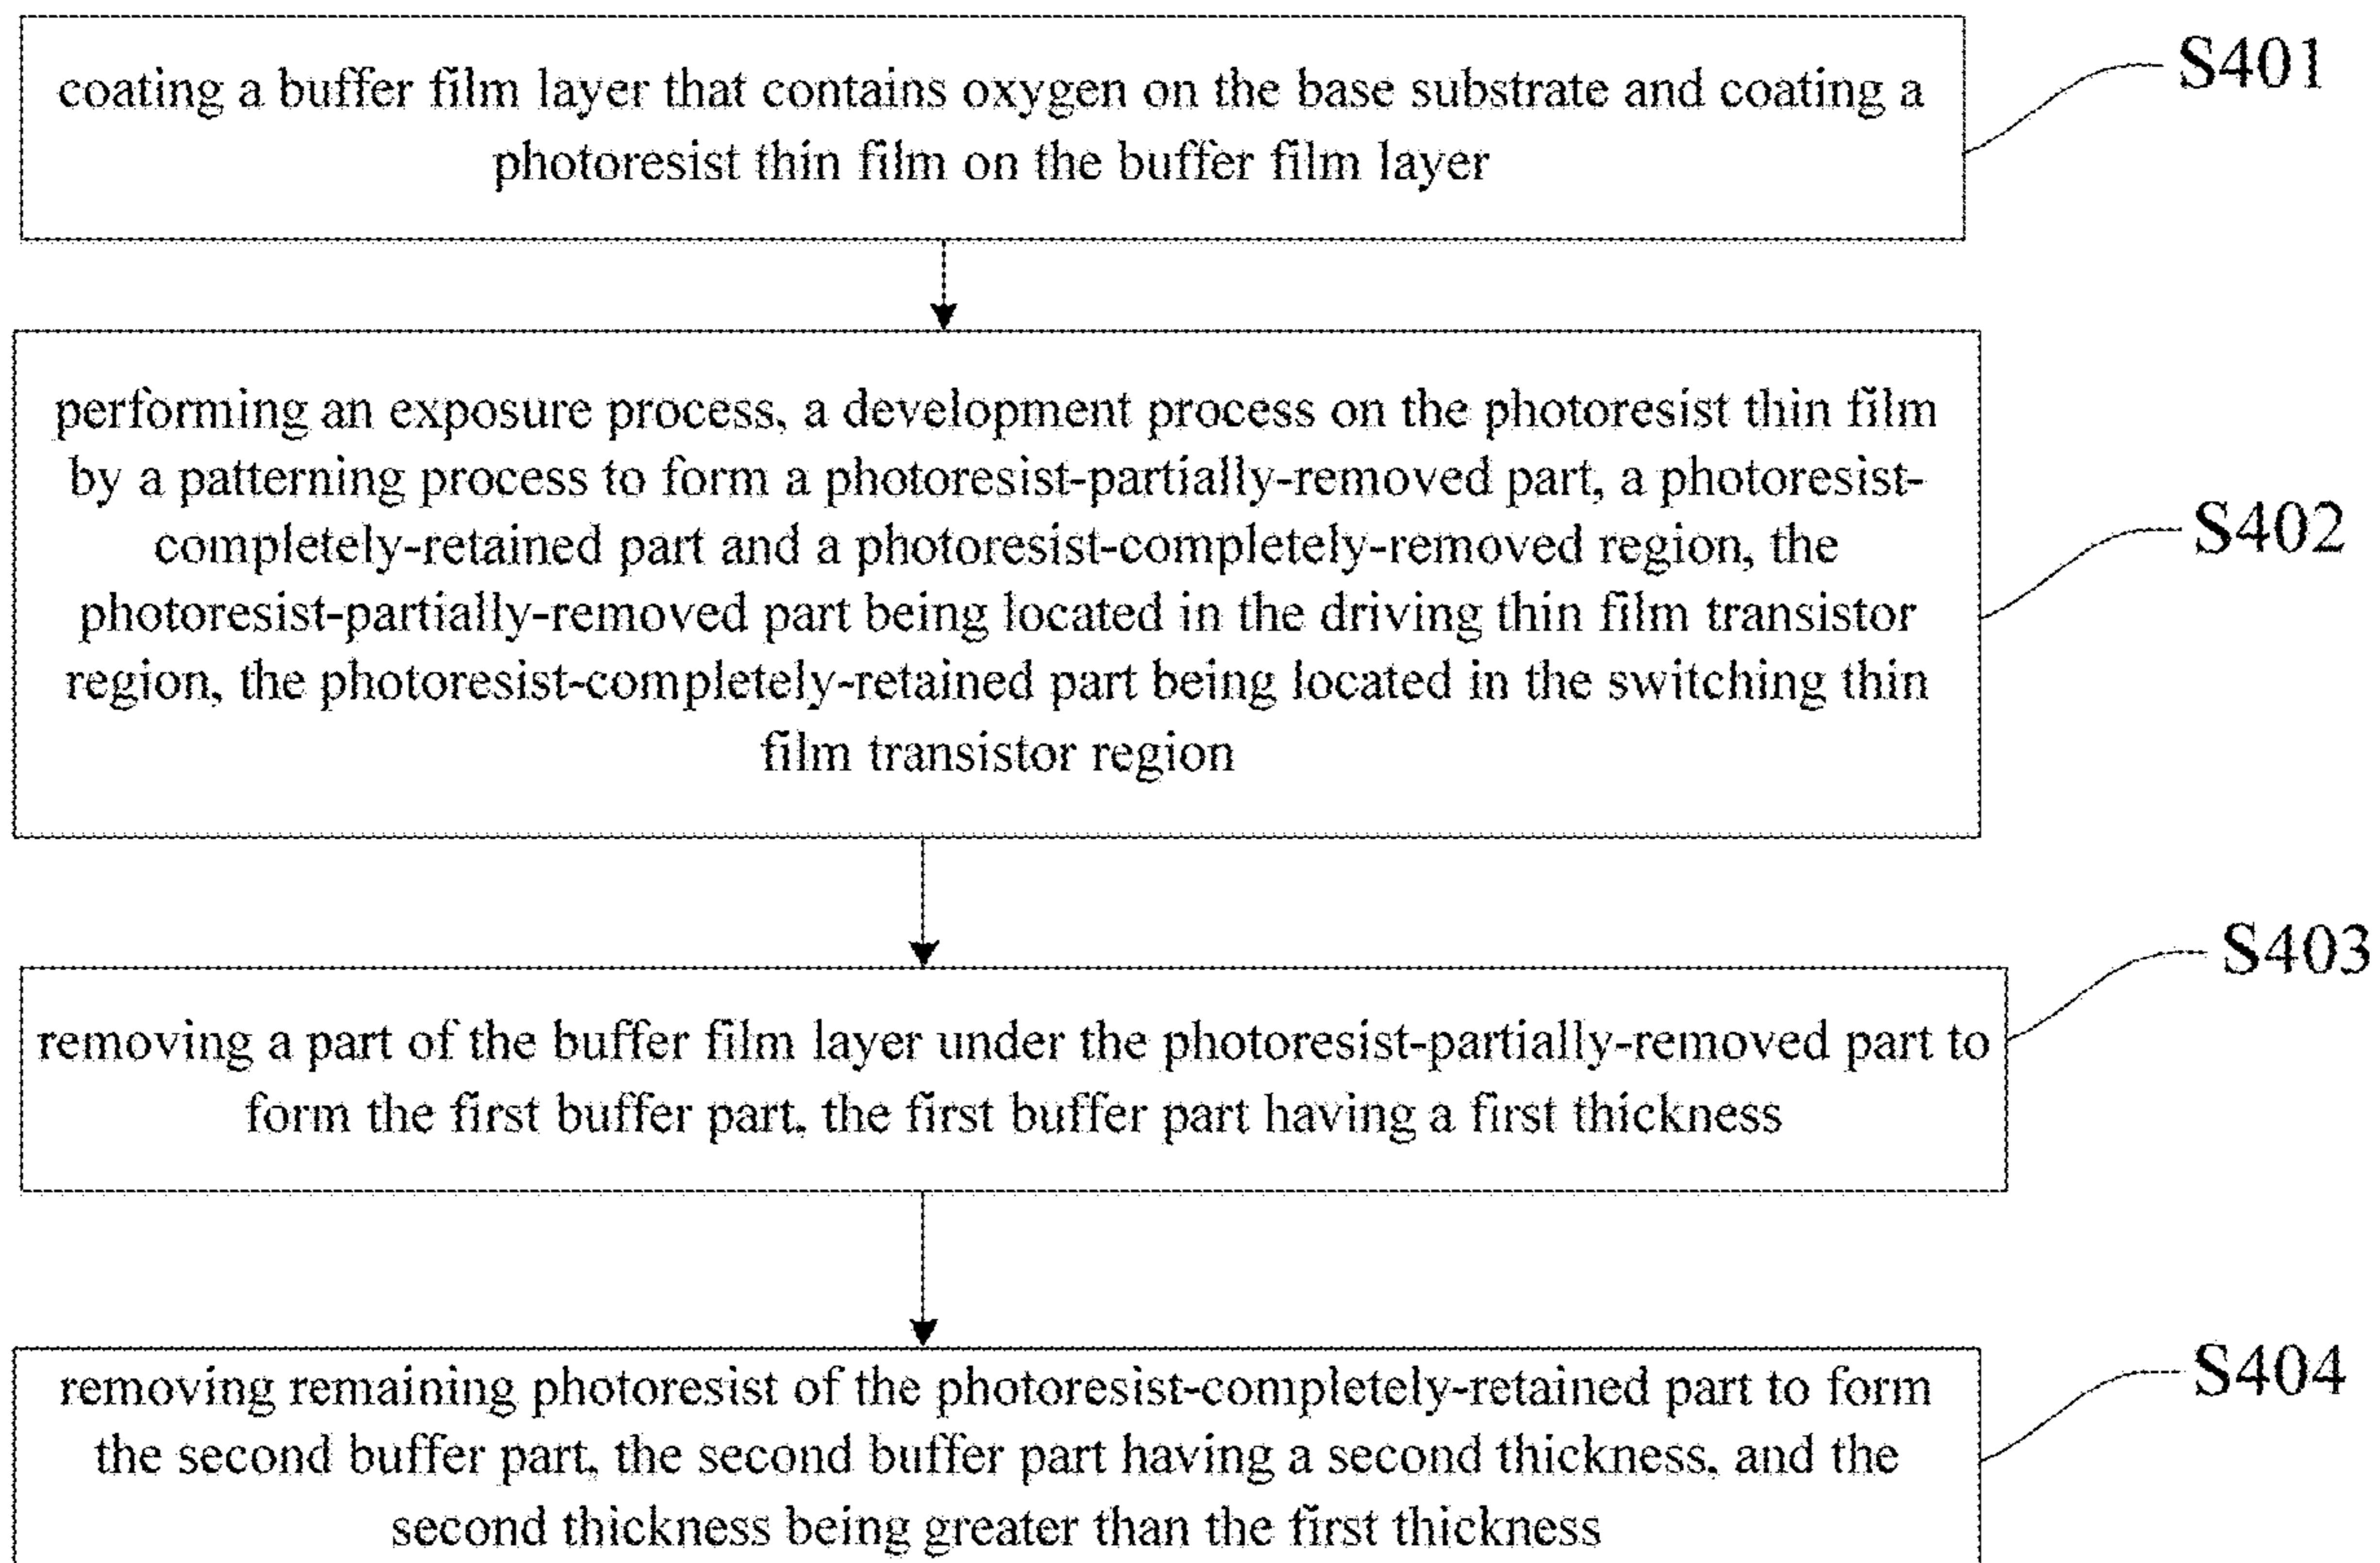 coating a buffer film layer that contains oxygen on the base substrate and coating a
photoresist thin film on the buffer film layer
S401
performing an exposure process, a development process on the photoresist thin film
by a patterning process to form a photoresist-partially-removed part, a photoresist-
completely-retained part and a photoresist-completely-removed region, the
photoresist-partially-removed part being located in the driving thin film transistor
region, the photoresist-completely-retained part being located in the switching thin
film transistor region
S402
removing a part of the buffer film layer under the photoresist-partially-removed part to
form the first buffer part, the first buffer part having a first thickness
S403
removing remaining photoresist of the photoresist-completely-retained part to form
the second buffer part, the second buffer part having a second thickness, and the
second thickness being greater than the first thickness
S404